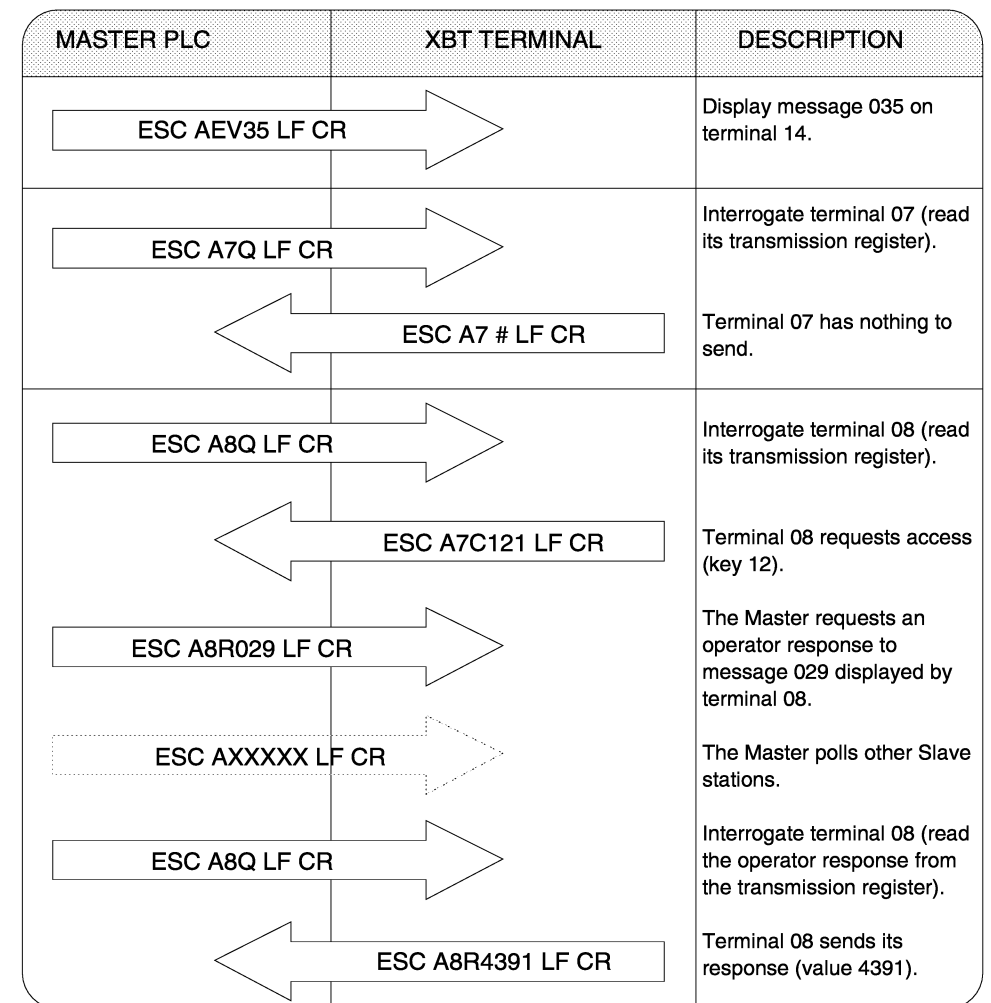 MASTER PLC
XBT TERMINAL
DESCRIPTION
ESC AEV35 LF CR
Display message 035 on
terminal 14.
ESC A7Q LF CR
Interrogate terminal 07 (read
its transmission register).
ESC A7 # LF CR
Terminal 07 has nothing to
send.
ESC A8Q LF CR
Interrogate terminal 08 (read
its transmission register).
ESC A7C121 LF CR
Terminal 08 requests access
(key 12).
ESC A8R029 LF CR
The Master requests an
operator response to
message 029 displayed by
terminal 08.
ESC AXXXXX LF CR
The Master polls other Slave
stations.
ESC A8Q LF CR
Interrogate terminal 08 (read
the operator response from
the transmission register).
ESC A8R4391 LF CR
Terminal 08 sends its
response (value 4391).